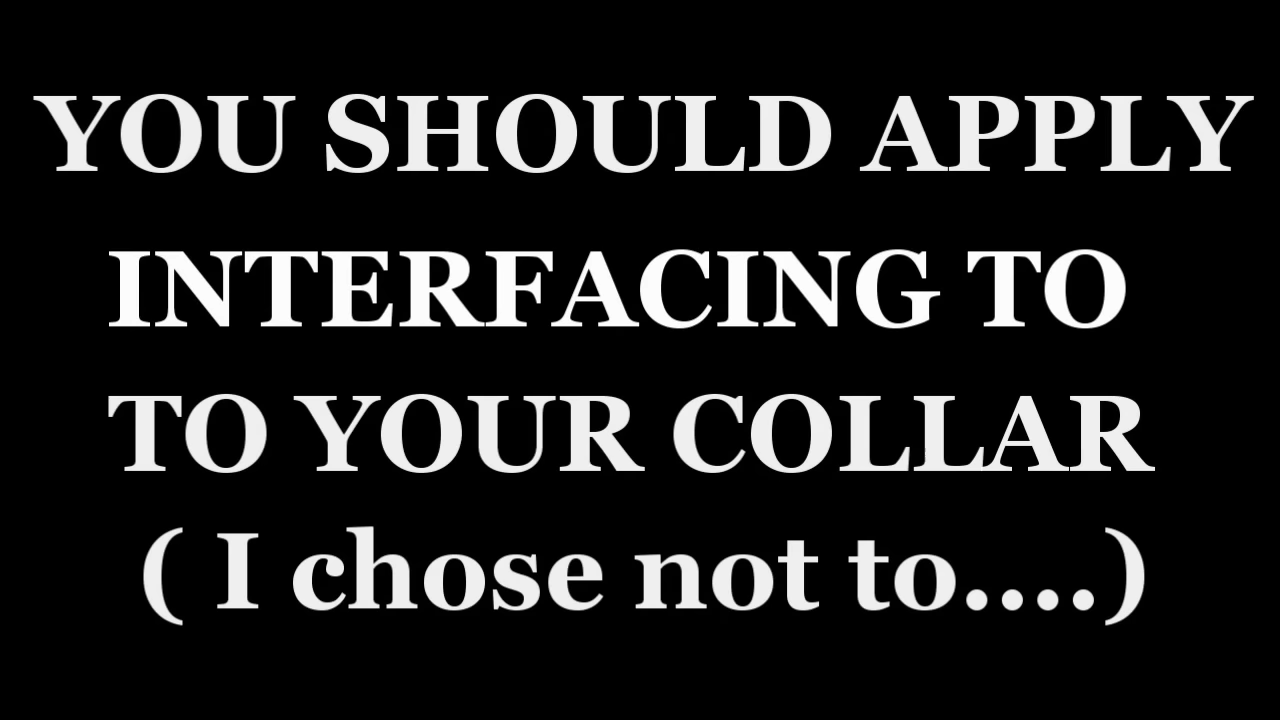 YOU SHOULD APPLY
INTERFACING TO
TO YOUR COLLAR
( I chose not to....)